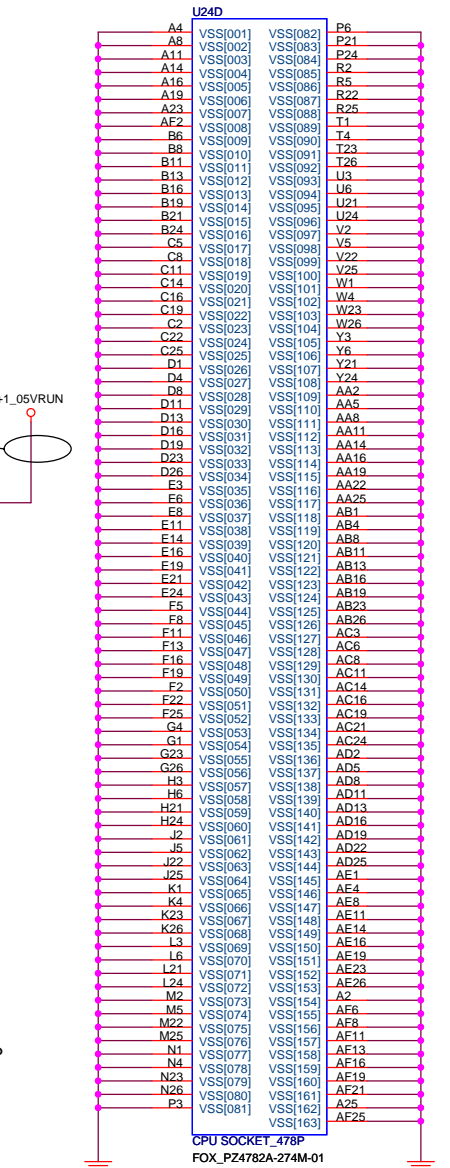 U24D
A4 VSS[001] VSS[082] P6
A8 VSS[002] VSS[083] P21
A11 VSS[003] VSS[084] P24
A14 VSS[004] VSS[085] R2
A16 VSS[005] VSS[086] R5
A19 VSS[006] VSS[087] R22
A23 VSS[007] VSS[088] R25
AF2 VSS[008] VSS[089] T1
B6 VSS[009] VSS[090] T4
B8 VSS[010] VSS[091] T23
B11 VSS[011] VSS[092] T26
B13 VSS[012] VSS[093] U3
B16 VSS[013] VSS[094] U6
B19 VSS[014] VSS[095] U21
B21 VSS[015] VSS[096] U24
B24 VSS[016] VSS[097] V2
C5 VSS[017] VSS[098] V5
C8 VSS[018] VSS[099] V22
C11 VSS[019] VSS[100] V25
C14 VSS[020] VSS[101] W1
C16 VSS[021] VSS[102] W4
C19 VSS[022] VSS[103] W23
C2 VSS[023] VSS[104] W26
C22 VSS[024] VSS[105] Y3
C25 VSS[025] VSS[106] Y6
D1 VSS[026] VSS[107] Y21
D4 VSS[027] VSS[108] Y24
D8 VSS[028] VSS[109] AA2
+1_05VRUN
D11 VSS[029] VSS[110] AA5
D13 VSS[030] VSS[111] AA8
D16 VSS[031] VSS[112] AA11
D19 VSS[032] VSS[113] AA14
D23 VSS[033] VSS[114] AA16
D26 VSS[034] VSS[115] AA19
E3 VSS[035] VSS[116] AA22
E6 VSS[036] VSS[117] AA25
E8 VSS[037] VSS[118] AB1
E11 VSS[038] VSS[119] AB4
E14 VSS[039] VSS[120] AB8
E16 VSS[040] VSS[121] AB11
E19 VSS[041] VSS[122] AB13
E21 VSS[042] VSS[123] AB16
E24 VSS[043] VSS[124] AB19
F5 VSS[044] VSS[125] AB23
F8 VSS[045] VSS[126] AB26
F11 VSS[046] VSS[127] AC3
F13 VSS[047] VSS[128] AC6
F16 VSS[048] VSS[129] AC8
F19 VSS[049] VSS[130] AC11
F2 VSS[050] VSS[131] AC14
F22 VSS[051] VSS[132] AC16
F25 VSS[052] VSS[133] AC19
G4 VSS[053] VSS[134] AC21
G1 VSS[054] VSS[135] AC24
G23 VSS[055] VSS[136] AD2
G26 VSS[056] VSS[137] AD5
H3 VSS[057] VSS[138] AD8
H6 VSS[058] VSS[139] AD11
H21 VSS[059] VSS[140] AD13
H24 VSS[060] VSS[141] AD16
J2 VSS[061] VSS[142] AD19
J5 VSS[062] VSS[143] AD22
J22 VSS[063] VSS[144] AD25
J25 VSS[064] VSS[145] AE1
K1 VSS[065] VSS[146] AE4
K4 VSS[066] VSS[147] AE8
K23 VSS[067] VSS[148] AE11
K26 VSS[068] VSS[149] AE14
L3 VSS[069] VSS[150] AE16
L6 VSS[070] VSS[151] AE19
L21 VSS[071] VSS[152] AE23
L24 VSS[072] VSS[153] AE26
M2 VSS[073] VSS[154] A2
M5 VSS[074] VSS[155] AF6
M22 VSS[075] VSS[156] AF8
M25 VSS[076] VSS[157] AF11
N1 VSS[077] VSS[158] AF13
N4 VSS[078] VSS[159] AF16
N23 VSS[079] VSS[160] AF19
N26 VSS[080] VSS[161] AF21
P3 VSS[081] VSS[162] A25
VSS[163] AF25
CPU SOCKET_478P
FOX_PZ4782A-274M-01